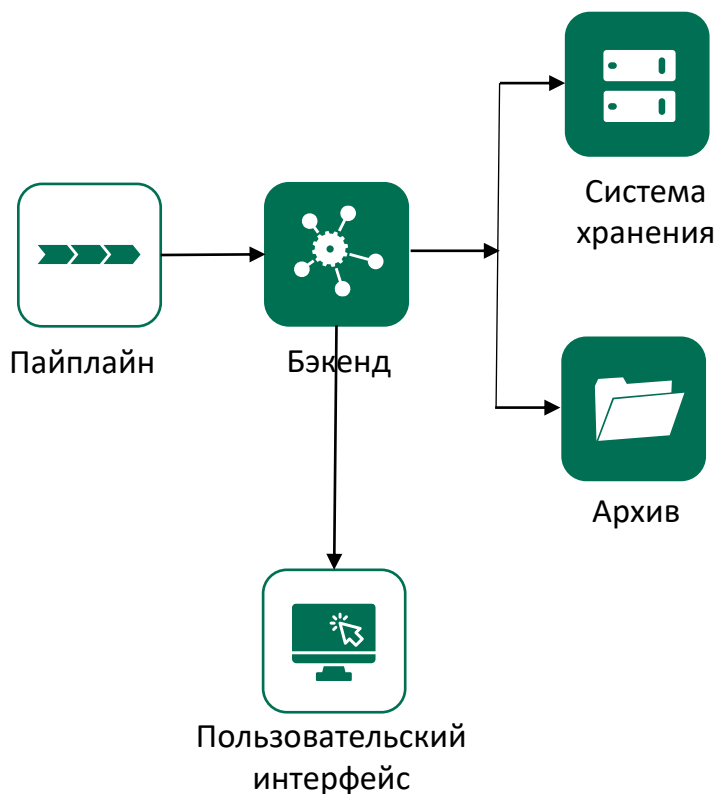 Система
хранения
Пайплайн
Бэкенд
Архив
Пользовательский
интерфейс